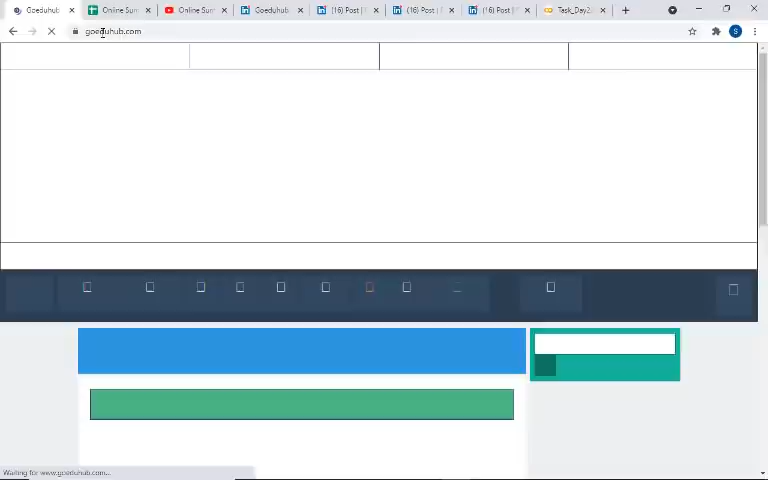 Goeduhub
Online Sum
Online Sum
Goeduhub
(16) Post |
(16) Post |
(16) Post |
Task_Day2
goeduhub.com
S
Waiting for www.goeduhub.com...